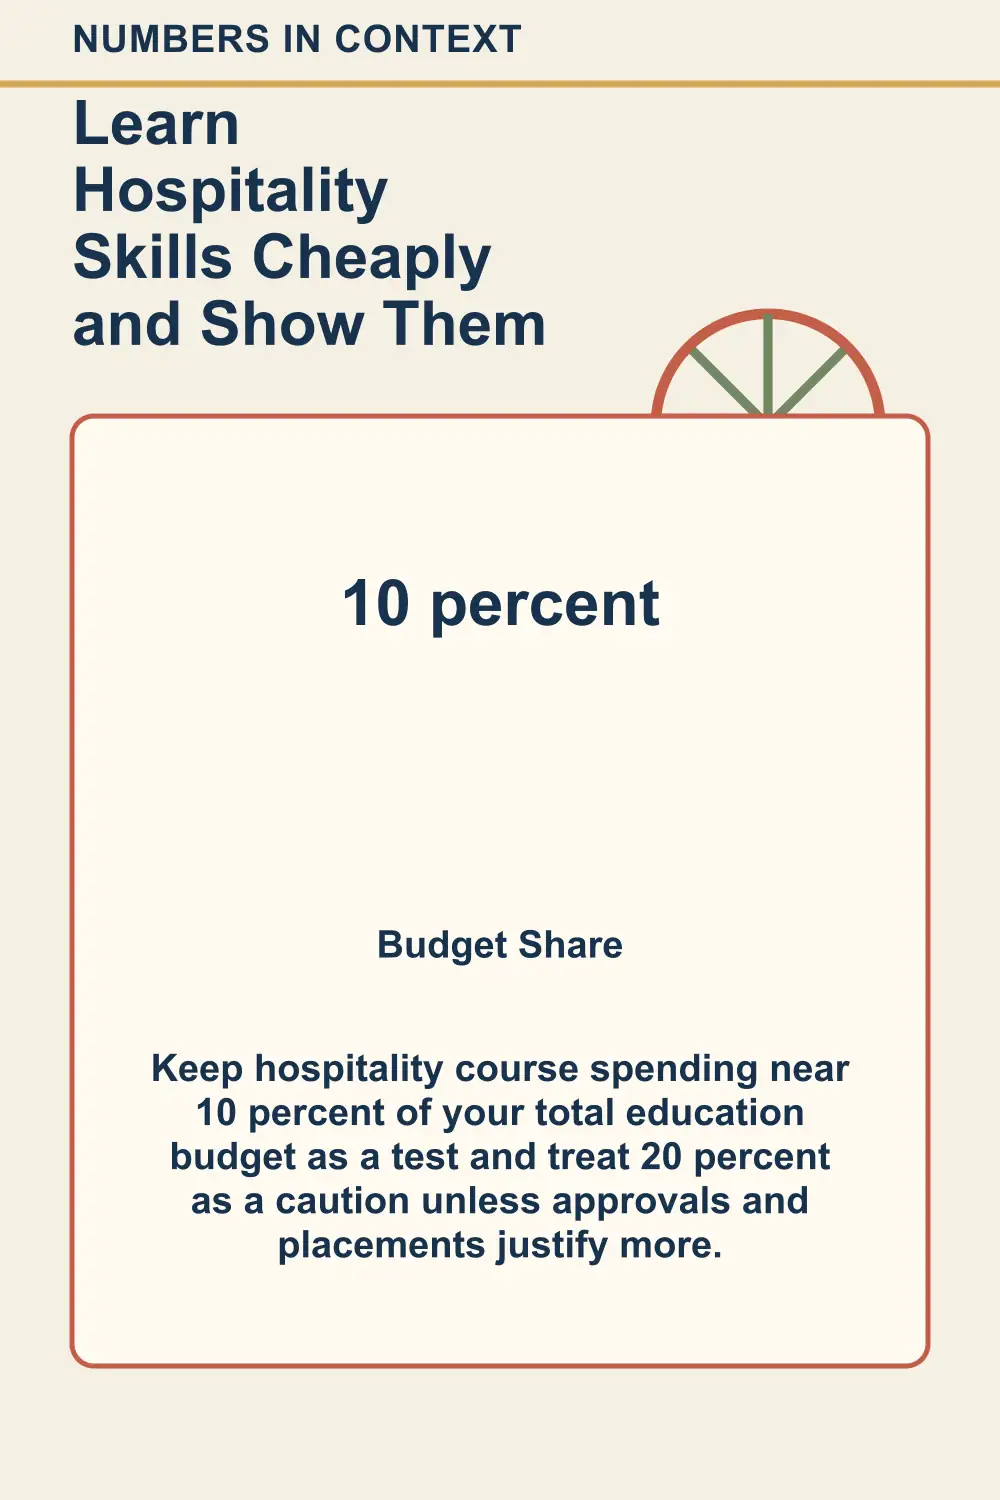 NUMBERS IN CONTEXT
Learn
Hospitality
Skills Cheaply
and Show Them
10 percent
Budget Share
Keep hospitality course spending near
10 percent of your total education
budget as a test and treat 20 percent
as a caution unless approvals and
placements justify more.